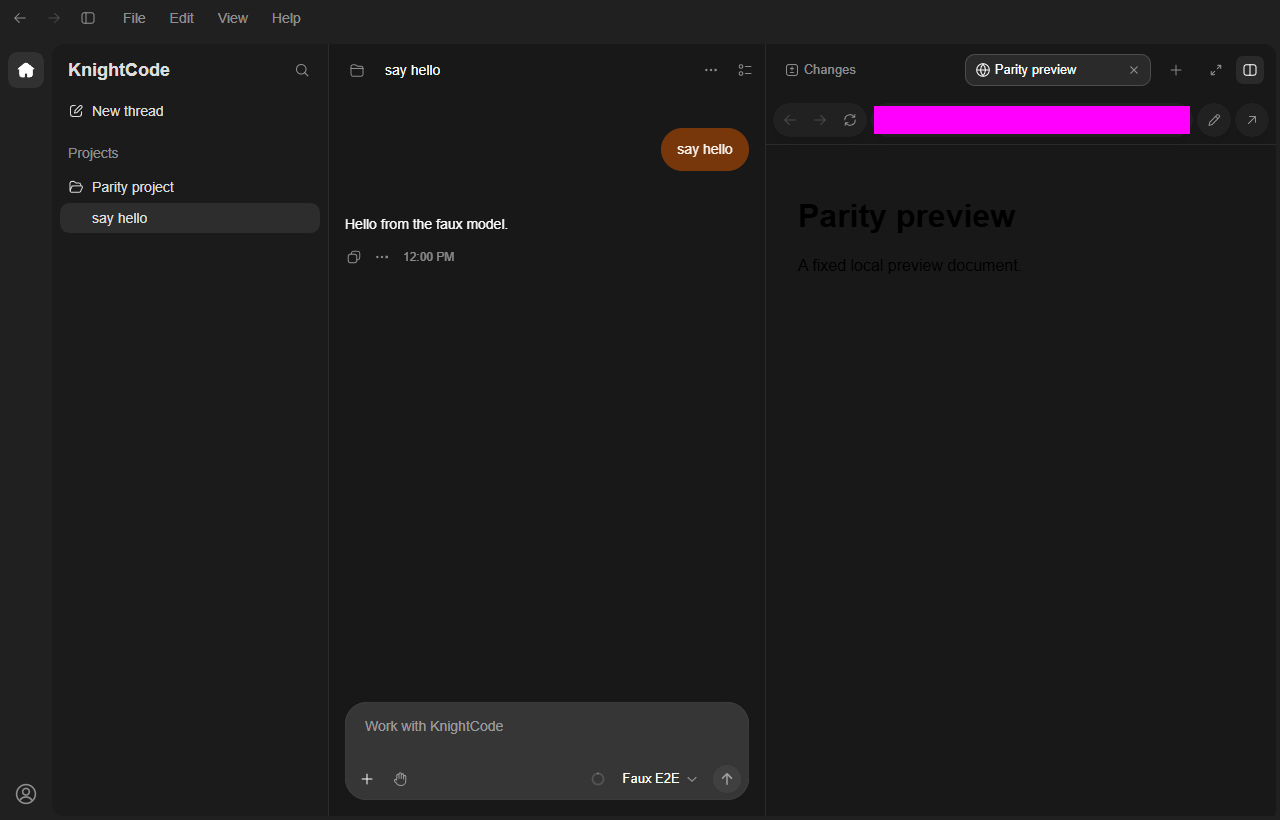 File Edit View Help
KnightCode
New thread
Projects
Parity project
say hello
say hello
say hello
Hello from the faux model.
12:00 PM
Work with KnightCode
Faux E2E
Changes
Parity preview
Parity preview
A fixed local preview document.